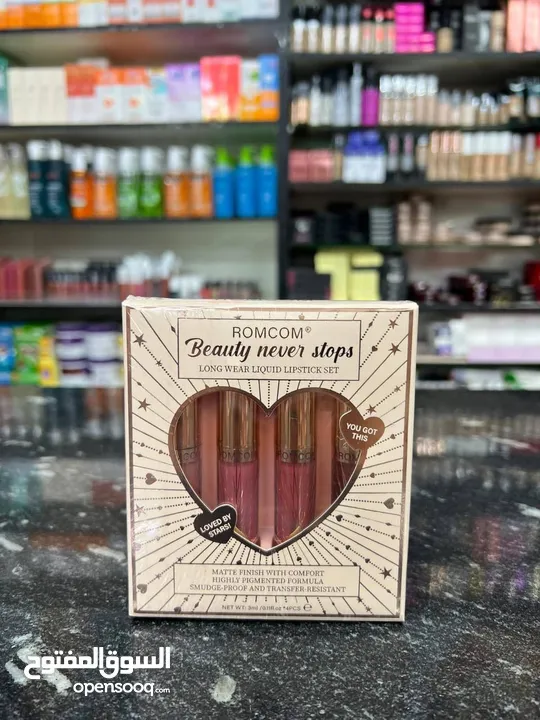 ROMCOM®
Beauty never stops
LONG WEAR LIQUID LIPSTICK SET
YOU GOT
THIS
LOVED BY
STARS!
MATTE FINISH WITH COMFORT
HIGHLY PIGMENTED FORMULA
SMUDGE-PROOF AND TRANSFER-RESISTANT
السوق المفتوح
opensooq.com